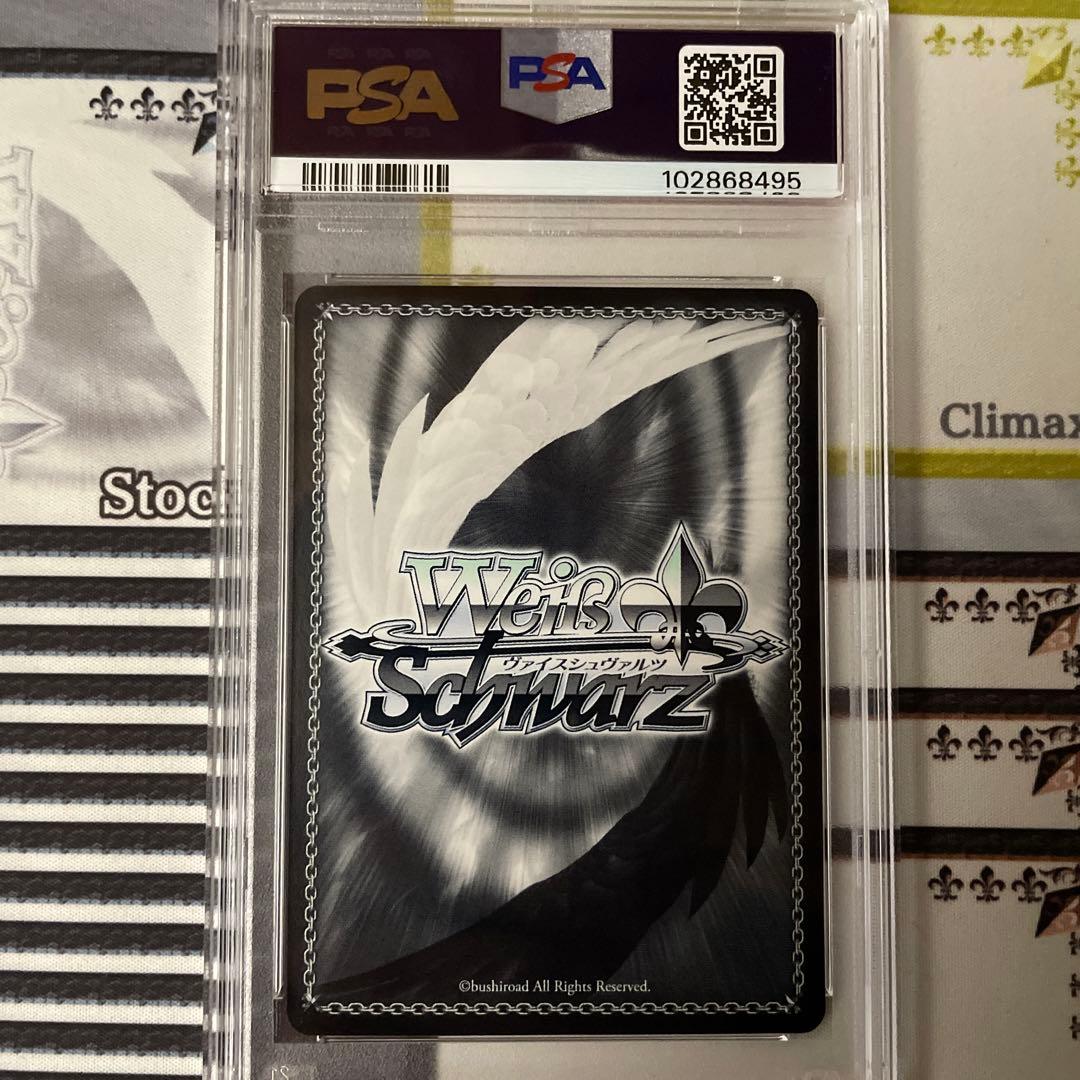 PSA
PSA
102868495
Climax
Stoc
Weiß
ヴァイスシュヴァルツ
Schwarz
©bushiroad All Rights Reserved.